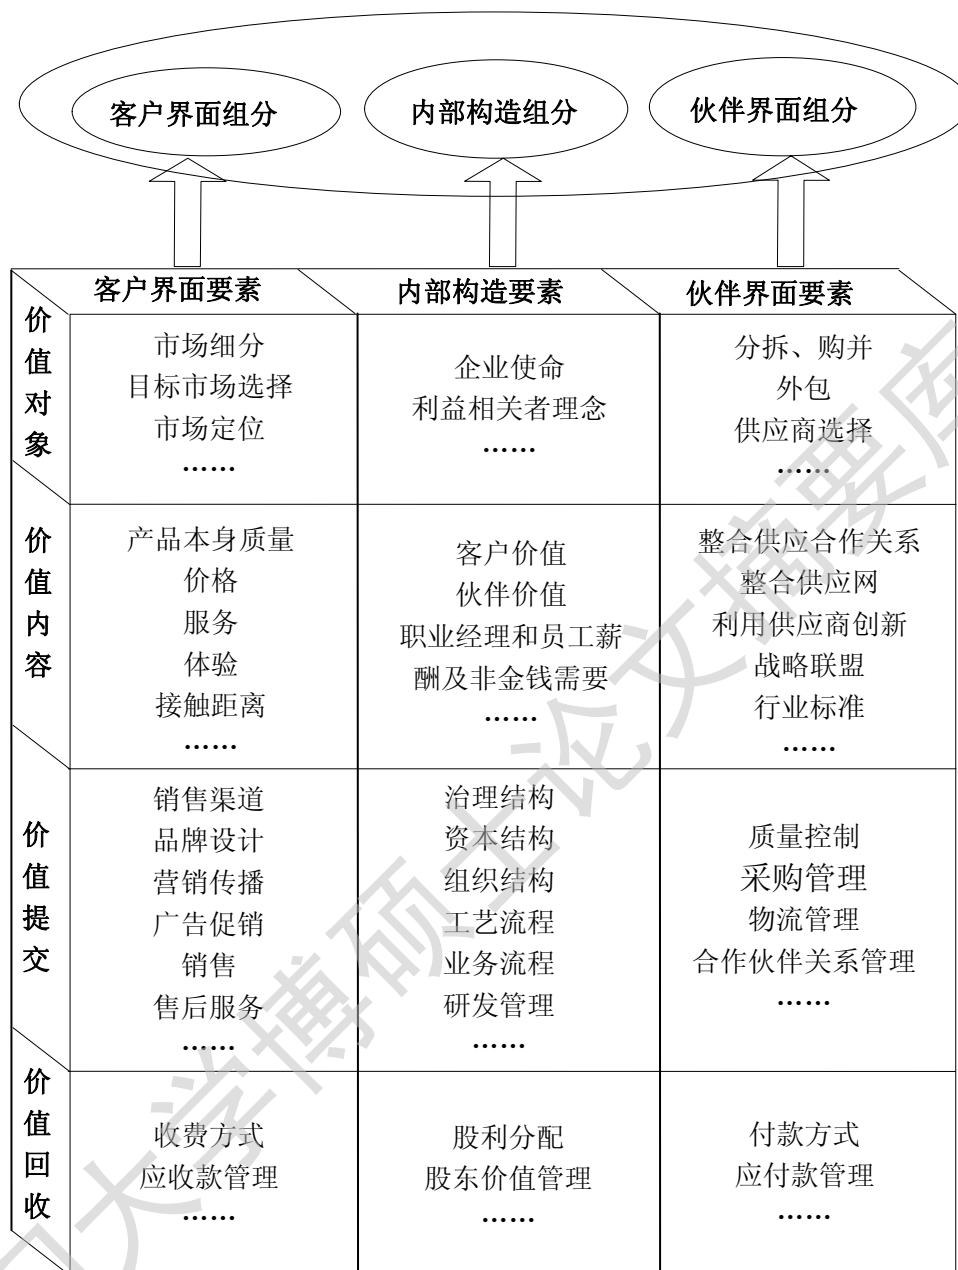 客户界面组分
内部构造组分
伙伴界面组分
客户界面要素
内部构造要素
伙伴界面要素
价值对象
市场细分
目标市场选择
市场定位
……
企业使命
利益相关者理念
……
分拆、购并
外包
供应商选择
……
价值内容
产品本身质量
价格
服务
体验
接触距离
……
客户价值
伙伴价值
职业经理和员工薪
酬及非金钱需要
……
整合供应合作关系
整合供应网
利用供应商创新
战略联盟
行业标准
……
价值提交
销售渠道
品牌设计
营销传播
广告促销
销售
售后服务
……
治理结构
资本结构
组织结构
工艺流程
业务流程
研发管理
……
质量控制
采购管理
物流管理
合作伙伴关系管理
……
价值回收
收费方式
应收款管理
……
股利分配
股东价值管理
……
付款方式
应付款管理
……
门大学博硕士论文摘要库